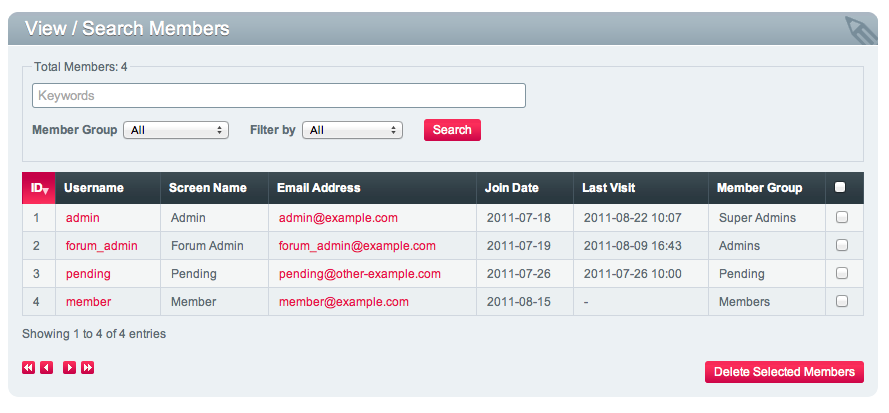 View / Search Members
Total Members: 4
Keywords
Member Group All Filter by All Search
ID Username Screen Name Email Address Join Date Last Visit Member Group
1 admin Admin admin@example.com 2011-07-18 2011-08-22 10:07 Super Admins
2 forum_admin Forum Admin forum_admin@example.com 2011-07-19 2011-08-09 16:43 Admins
3 pending Pending pending@other-example.com 2011-07-26 2011-07-26 10:00 Pending
4 member Member member@example.com 2011-08-15 - Members
Showing 1 to 4 of 4 entries
Delete Selected Members